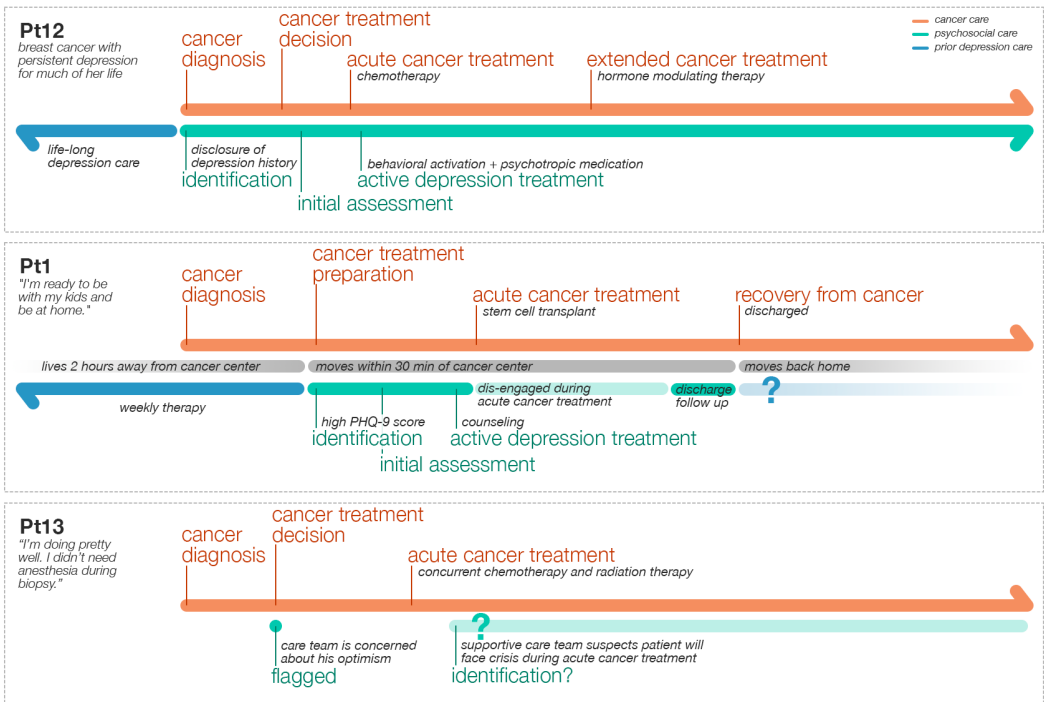 Pt12
breast cancer with
persistent depression
for much of her life
cancer
diagnosis
cancer treatment
decision
acute cancer treatment
chemotherapy
extended cancer treatment
hormone modulating therapy
cancer care
psychosocial care
prior depression care
life-long
depression care
disclosure of
depression history
identification
initial assessment
behavioral activation + psychotropic medication
active depression treatment
Pt1
"I'm ready to be
with my kids and
be at home."
cancer
diagnosis
cancer treatment
preparation
acute cancer treatment
stem cell transplant
recovery from cancer
discharged
lives 2 hours away from cancer center
moves within 30 min of cancer center
moves back home
weekly therapy
high PHQ-9 score
identification
initial assessment
counseling
active depression treatment
dis-engaged during
acute cancer treatment
discharge
follow up
?
Pt13
“I’m doing pretty
well. I didn’t need
anesthesia during
biopsy.”
cancer
diagnosis
cancer treatment
decision
acute cancer treatment
concurrent chemotherapy and radiation therapy
care team is concerned
about his optimism
flagged
?
supportive care team suspects patient will
face crisis during acute cancer treatment
identification?